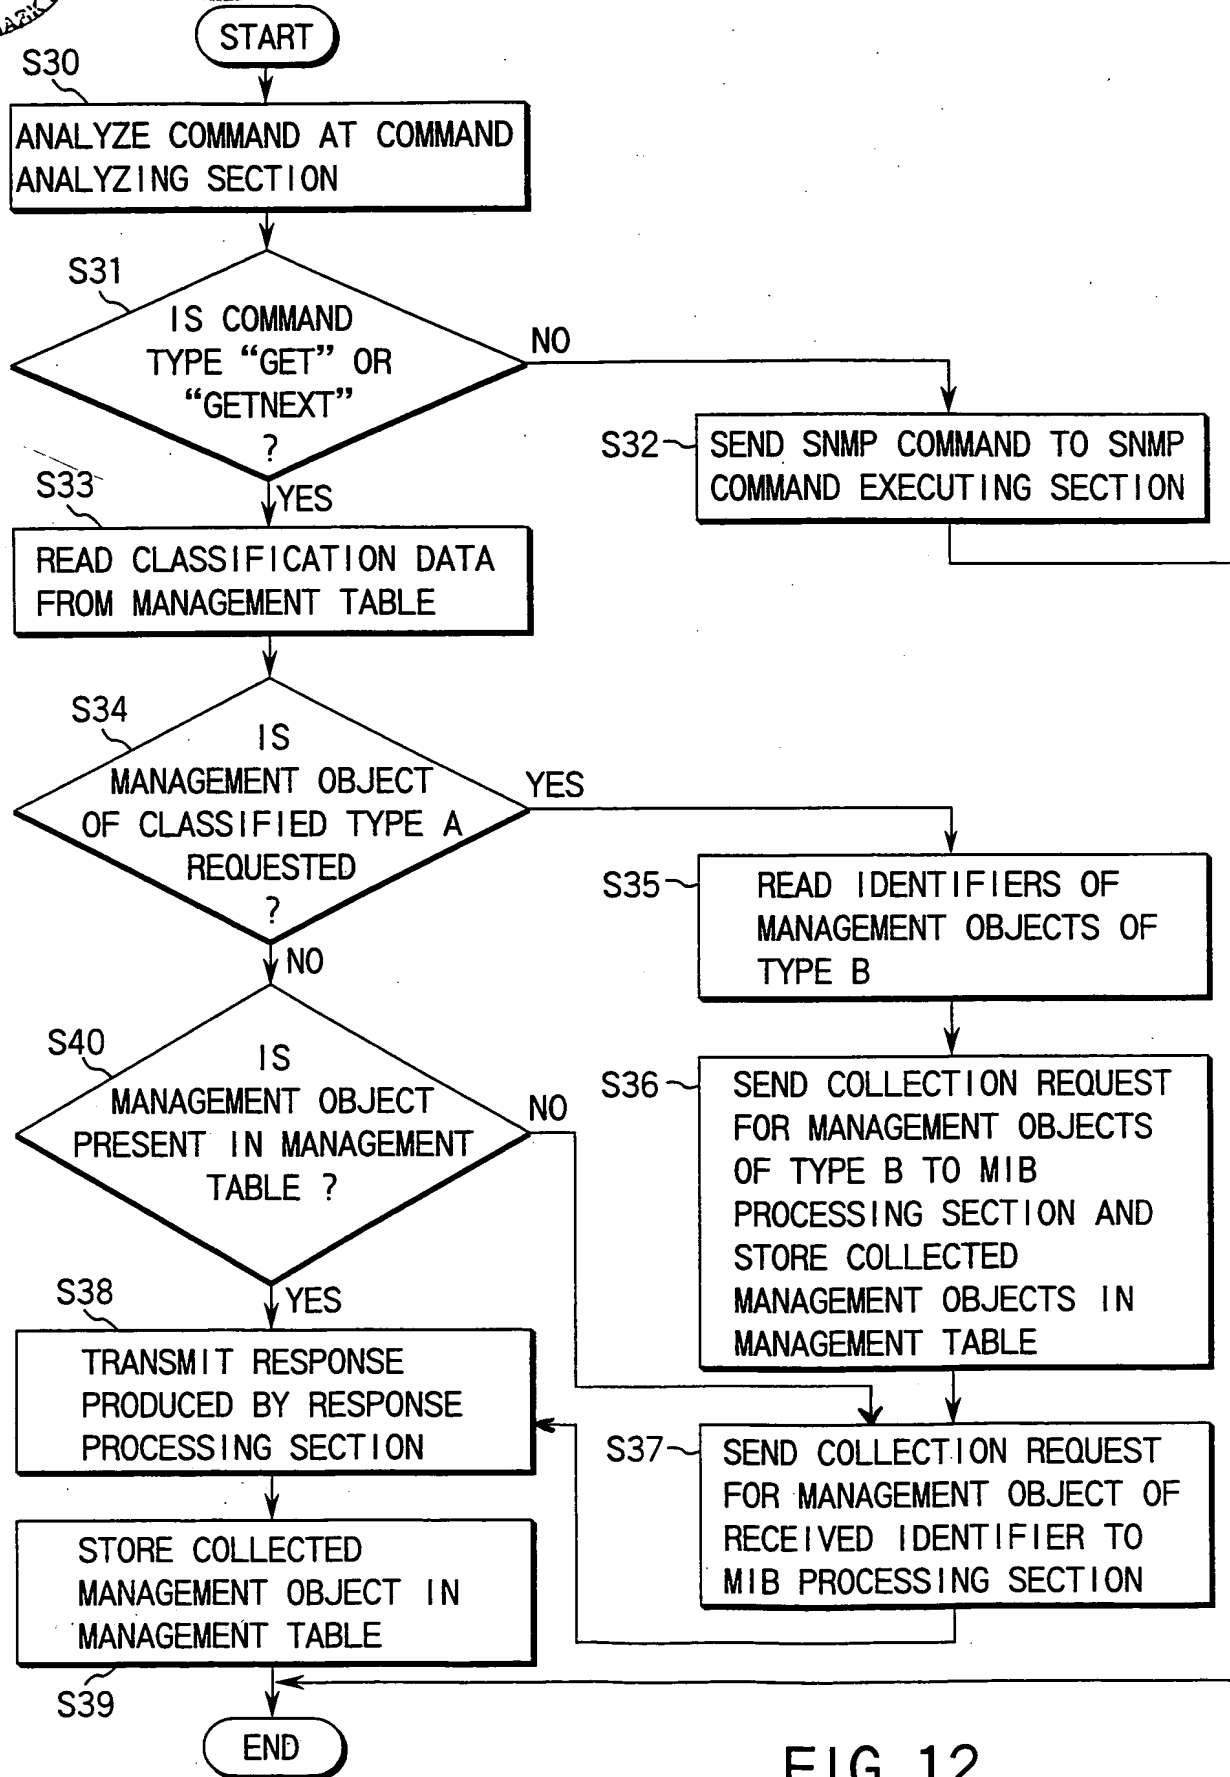 START
S30
ANALYZE COMMAND AT COMMAND
ANALYZING SECTION
S31
IS COMMAND
TYPE “GET” OR
“GETNEXT”
?
NO
YES
S32
SEND SNMP COMMAND TO SNMP
COMMAND EXECUTING SECTION
S33
READ CLASSIFICATION DATA
FROM MANAGEMENT TABLE
S34
IS
MANAGEMENT OBJECT
OF CLASSIFIED TYPE A
REQUESTED
?
YES
NO
S35
READ IDENTIFIERS OF
MANAGEMENT OBJECTS OF
TYPE B
S36
SEND COLLECTION REQUEST
FOR MANAGEMENT OBJECTS
OF TYPE B TO MIB
PROCESSING SECTION AND
STORE COLLECTED
MANAGEMENT OBJECTS IN
MANAGEMENT TABLE
S40
IS
MANAGEMENT OBJECT
PRESENT IN MANAGEMENT
TABLE ?
NO
YES
S37
SEND COLLECTION REQUEST
FOR MANAGEMENT OBJECT OF
RECEIVED IDENTIFIER TO
MIB PROCESSING SECTION
S38
TRANSMIT RESPONSE
PRODUCED BY RESPONSE
PROCESSING SECTION
STORE COLLECTED
MANAGEMENT OBJECT IN
MANAGEMENT TABLE
S39
END
FIG. 12